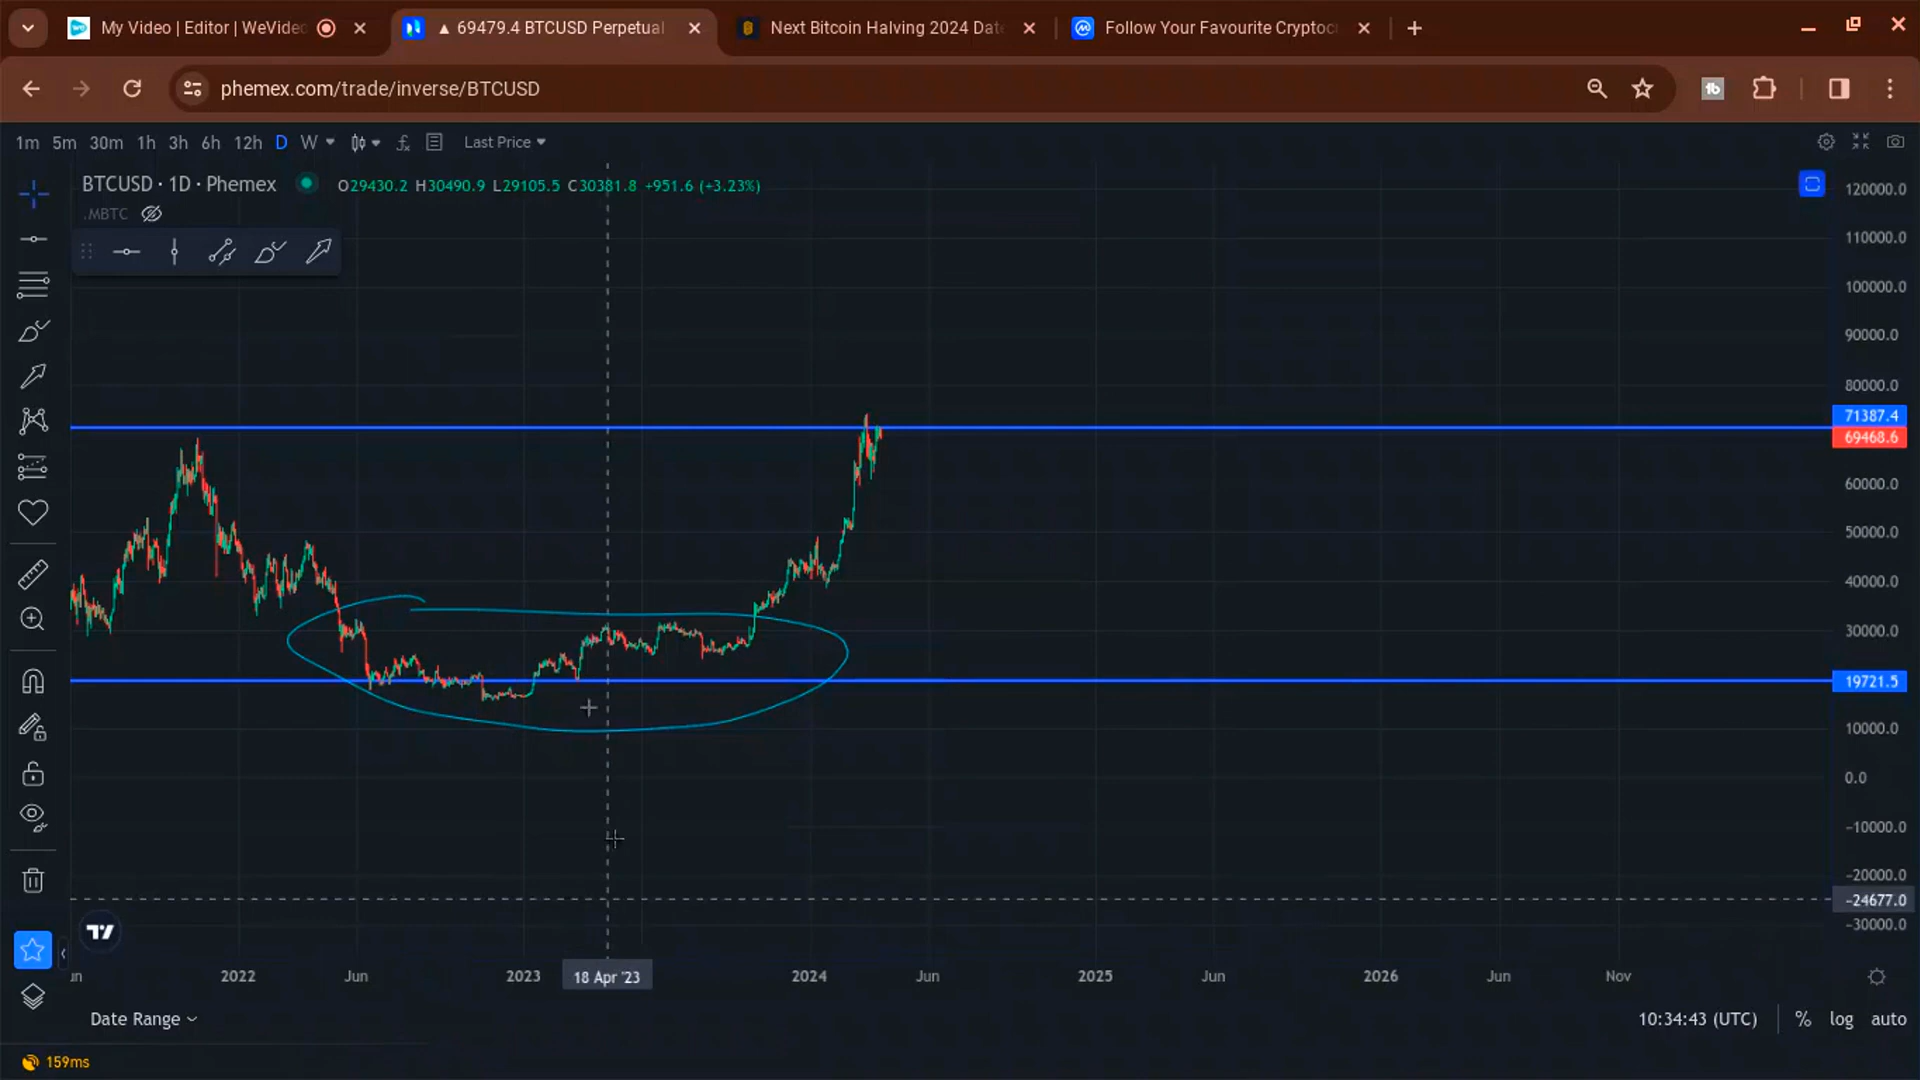 My Video | Editor | WeVide
▲ 69479.4 BTCUSD Perpetual
Next Bitcoin Halving 2024 Dat
Follow Your Favourite Cryptoc
phemex.com/trade/inverse/BTCUSD
1m 5m 30m 1h 3h 6h 12h D W Last Price
BTCUSD · 1D · Phemex O29430.2 H30490.9 L29105.5 C30381.8 +951.6 (+3.23%)
.MBTC
120000.0
110000.0
100000.0
90000.0
80000.0
71387.4
69468.6
60000.0
50000.0
40000.0
30000.0
19721.5
10000.0
0.0
−10000.0
−20000.0
−24677.0
−30000.0
2022 Jun 2023 18 Apr '23 2024 Jun 2025 Jun 2026 Jun Nov
Date Range 10:34:43 (UTC) % log auto
159ms